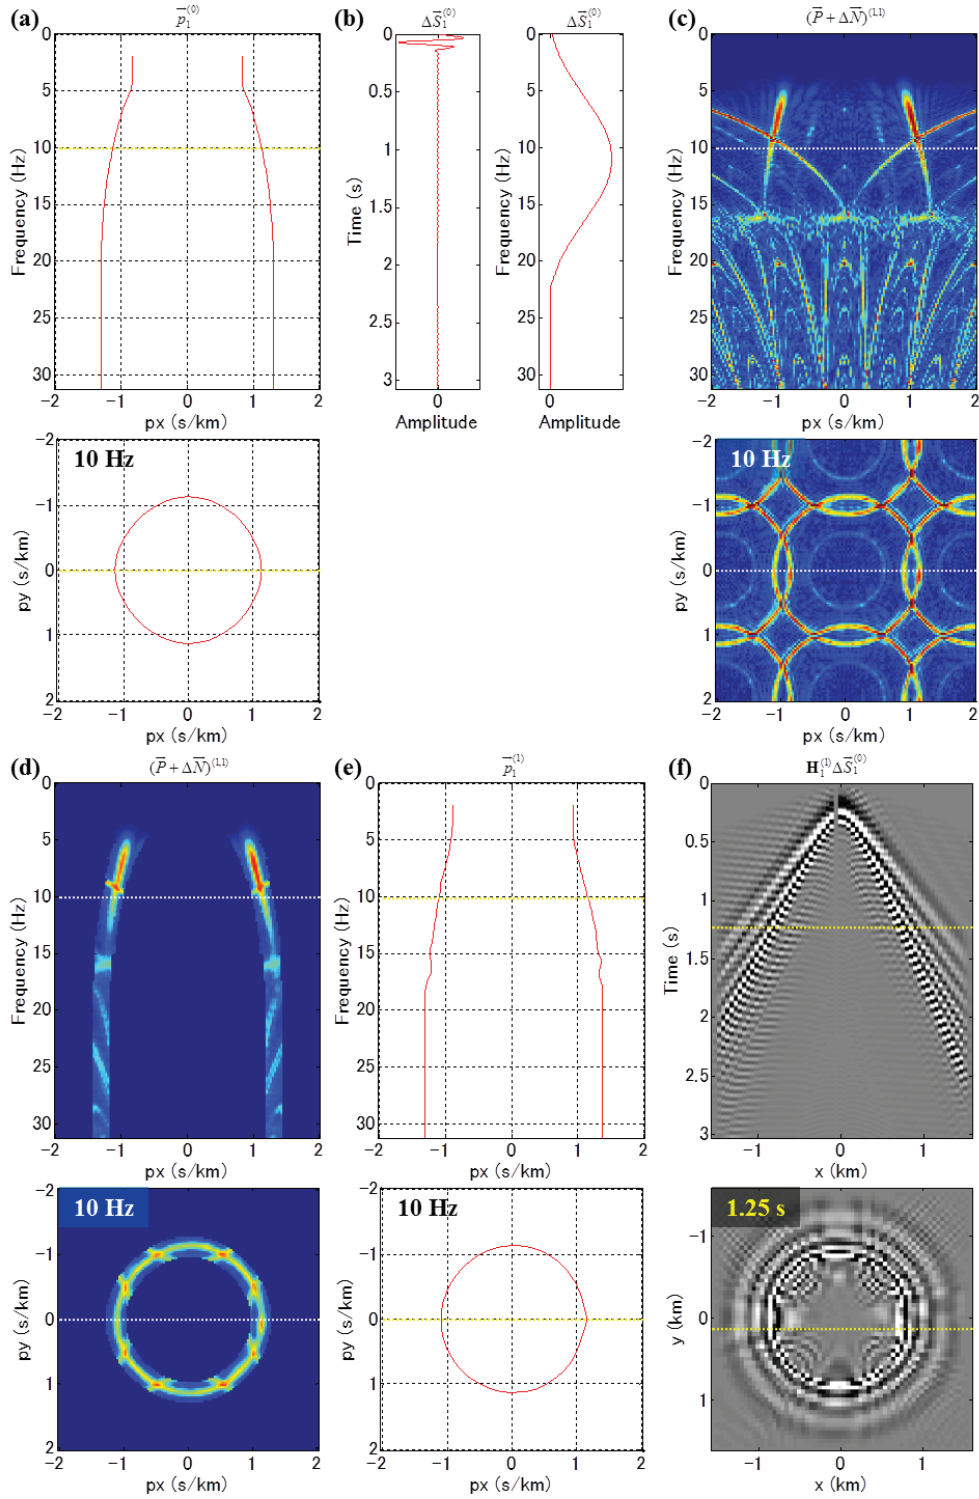 (a)
p⃗₁⁽⁰⁾
0
5
10
15
20
25
30
Frequency (Hz)
−2 −1 0 1 2
px (s/km)
10 Hz
−2
−1
0
1
2
py (s/km)
−2 −1 0 1 2
px (s/km)
(b)
ΔS⃗₁⁽⁰⁾
0
0.5
1
1.5
2
2.5
3
Time (s)
0
Amplitude
ΔS⃗₁⁽⁰⁾
0
5
10
15
20
25
30
Frequency (Hz)
0
Amplitude
(c)
(P⃗ + ΔN⃗)⁽¹,¹⁾
0
5
10
15
20
25
30
Frequency (Hz)
−2 −1 0 1 2
px (s/km)
10 Hz
−2
−1
0
1
2
py (s/km)
−2 −1 0 1 2
px (s/km)
(d)
(P⃗ + ΔN⃗)⁽¹,¹⁾
0
5
10
15
20
25
30
Frequency (Hz)
−2 −1 0 1 2
px (s/km)
10 Hz
−2
−1
0
1
2
py (s/km)
−2 −1 0 1 2
px (s/km)
(e)
p⃗₁⁽¹⁾
0
5
10
15
20
25
30
Frequency (Hz)
−2 −1 0 1 2
px (s/km)
10 Hz
−2
−1
0
1
2
py (s/km)
−2 −1 0 1 2
px (s/km)
(f)
H₁⁽¹⁾ΔS⃗₁⁽⁰⁾
0
0.5
1
1.5
2
2.5
3
Time (s)
−1 0 1
x (km)
1.25 s
−1
0
1
y (km)
−1 0 1
x (km)